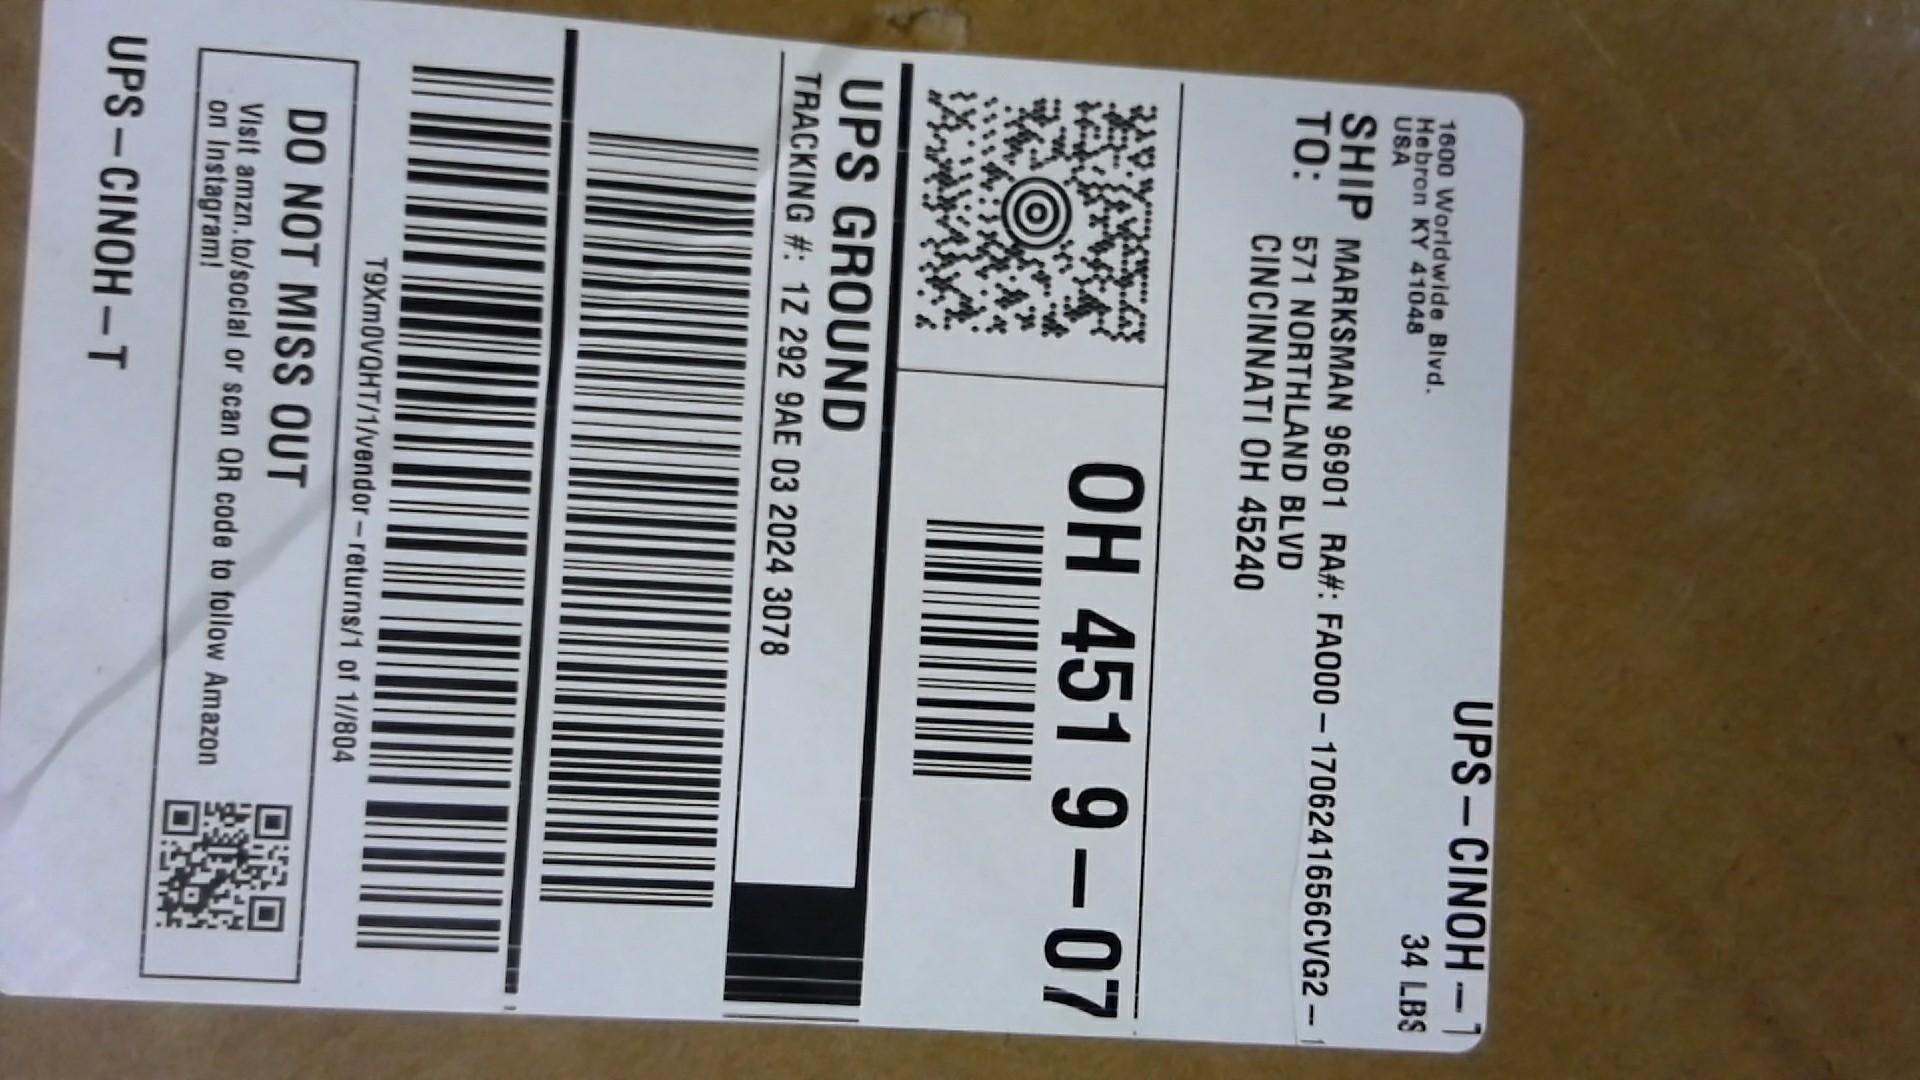 UPS-CINOH-T
34 LBS
1600 Worldwide Blvd.
Hebron KY 41048
USA
SHIP TO:
MARKSMAN 96901 RA#: FA000-1706241656CVG2-1
571 NORTHLAND BLVD
CINCINNATI OH 45240
OH 451 9-07
UPS GROUND
TRACKING #: 1Z 292 9AE 03 2024 3078
T9Xm0VQHT/1/vendor-returns/1 of 1//804
DO NOT MISS OUT
Visit amzn.to/social or scan QR code to follow Amazon
on Instagram!
UPS-CINOH-T